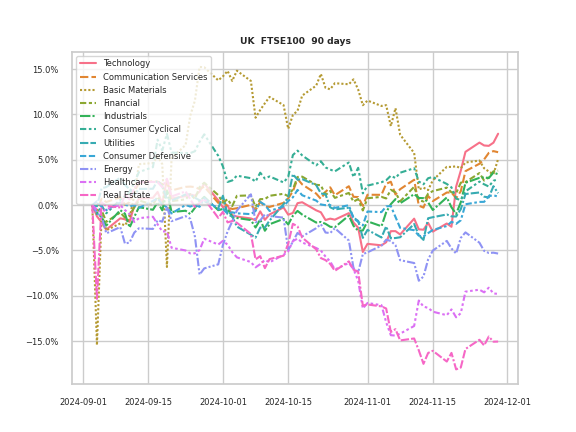 UK  FTSE100  90 days
15.0%
10.0%
5.0%
0.0%
−5.0%
−10.0%
−15.0%
Technology
Communication Services
Basic Materials
Financial
Industrials
Consumer Cyclical
Utilities
Consumer Defensive
Energy
Healthcare
Real Estate
2024-09-01
2024-09-15
2024-10-01
2024-10-15
2024-11-01
2024-11-15
2024-12-01